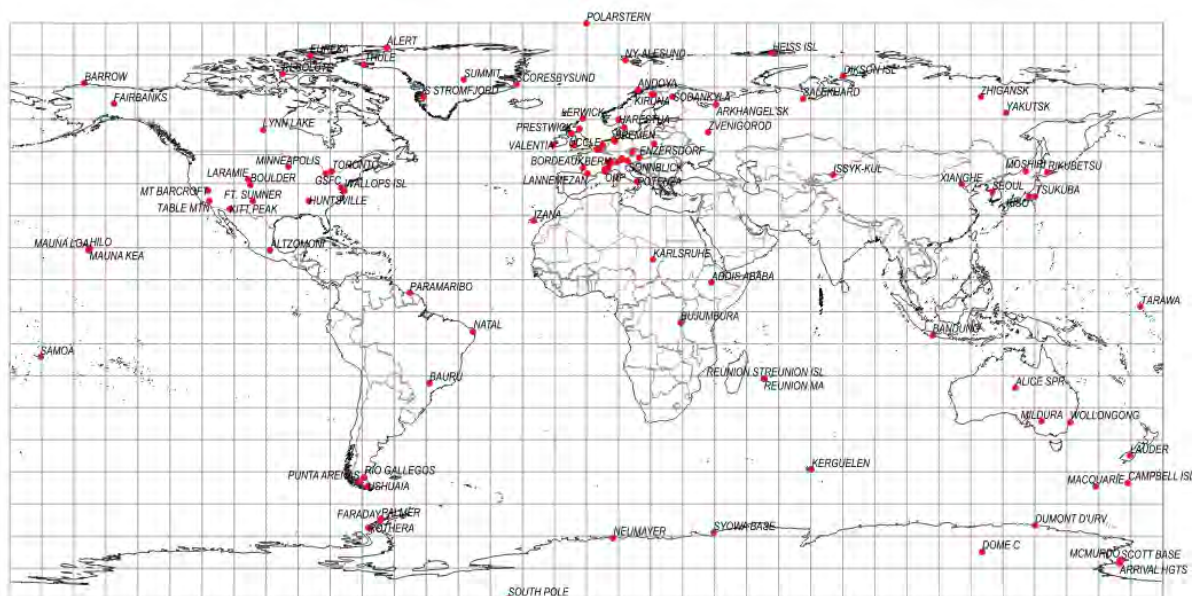 POLARSTERN
ALERT
EUREKA
THULE
HEISS ISL
NY-ALESUND
RESOLUTE
SUMMIT
SCORESBYSUND
DIKSON ISL
BARROW
ANDOYA
ZHIGANSK
FAIRBANKS
S STROMFJORD
KIRUNA
SODANKYLA
SALEKHARD
ARKHANGEL'SK
YAKUTSK
LERWICK
HARESTUA
LYNN LAKE
PRESTWICK
BREMEN
ZVENIGOROD
VALENTIA
UCCLE
ENZERSDORF
MINNEAPOLIS
TORONTO
BORDEAUX
BERN
SONNBLICK
ISSYK-KUL
MOSHIRI
RIKUBETSU
LARAMIE
BOULDER
GSFC
WALLOPS ISL
LANNEMEZAN
OHP
POTENZA
XIANGHE
SEOUL
TSUKUBA
MT BARCROFT
FT. SUMNER
HUNTSVILLE
TABLE MTN
KITT PEAK
IZANA
MAUNA LOA
HILO
MAUNA KEA
ALTZOMONI
KARLSRUHE
ADDIS ABABA
PARAMARIBO
TARAWA
NATAL
BUJUMBURA
BANDUNG
SAMOA
REUNION ST
REUNION ISL
REUNION MA
BAURU
ALICE SPR
MILDURA
WOLLONGONG
LAUDER
KERGUELEN
PUNTA ARENAS
RIO GALLEGOS
USHUAIA
MACQUARIE
CAMPBELL ISL
FARADAY
PALMER
ROTHERA
NEUMAYER
SYOWA BASE
DUMONT D'URV
DOME C
MCMURDO
SCOTT BASE
ARRIVAL HGTS
SOUTH POLE